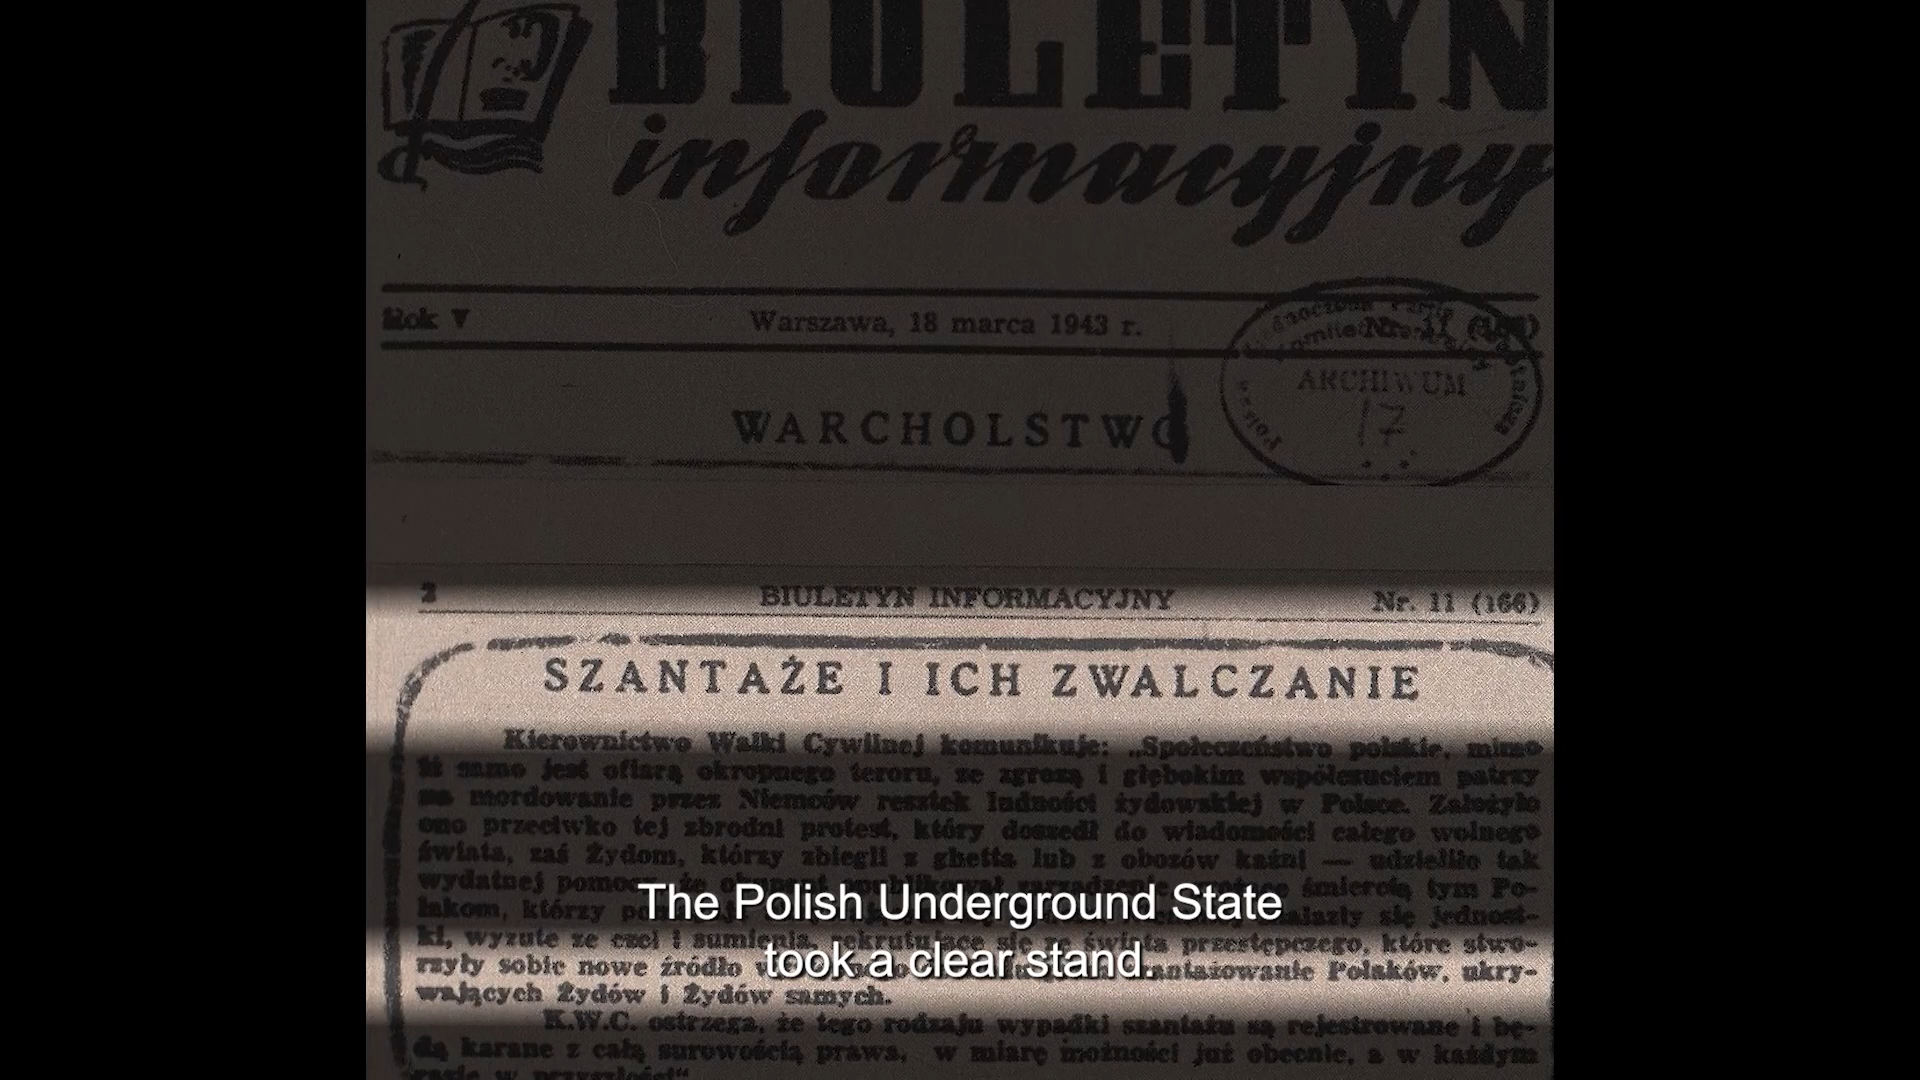 BIULETYN
informacyjny
Rok V Warszawa, 18 marca 1943 r. Nr. 11
ARCHIWUM
17
WARCHOLSTWO
2 BIULETYN INFORMACYJNY Nr. 11 (166)
SZANTAŻE I ICH ZWALCZANIE
Kierownictwo Walki Cywilnej komunikuje: „Społeczeństwo polskie, mimo
iż samo jest ofiarą okropnego teroru, ze zgrozą i głębokim współczuciem patrzy
na mordowanie przez Niemców resztek ludności żydowskiej w Polsce. Założyło
ono przeciwko tej zbrodni protest, który doszedł do wiadomości całego wolnego
świata, zaś Żydom, którzy zbiegli z ghetta lub z obozów kaźni — udzieliło tak
wydatnej pomocy, że okupant opublikował zarządzenie, śmiercią tym Po-
lakom, którzy
The Polish Underground State
się jednost-
ki, wyzute ze czci i sumienia, rekrutujące się ze świata przestępczego, które stwo-
rzyły sobie nowe źródło
took a clear stand.
szantażowanie Polaków, ukry-
wających Żydów i Żydów samych.
K.W.C. ostrzega, że tego rodzaju wypadki szantażu są rejestrowane i bę-
dą karane z całą surowością prawa, w miarę możności już obecnie, a w każdym
razie w przyszłości“